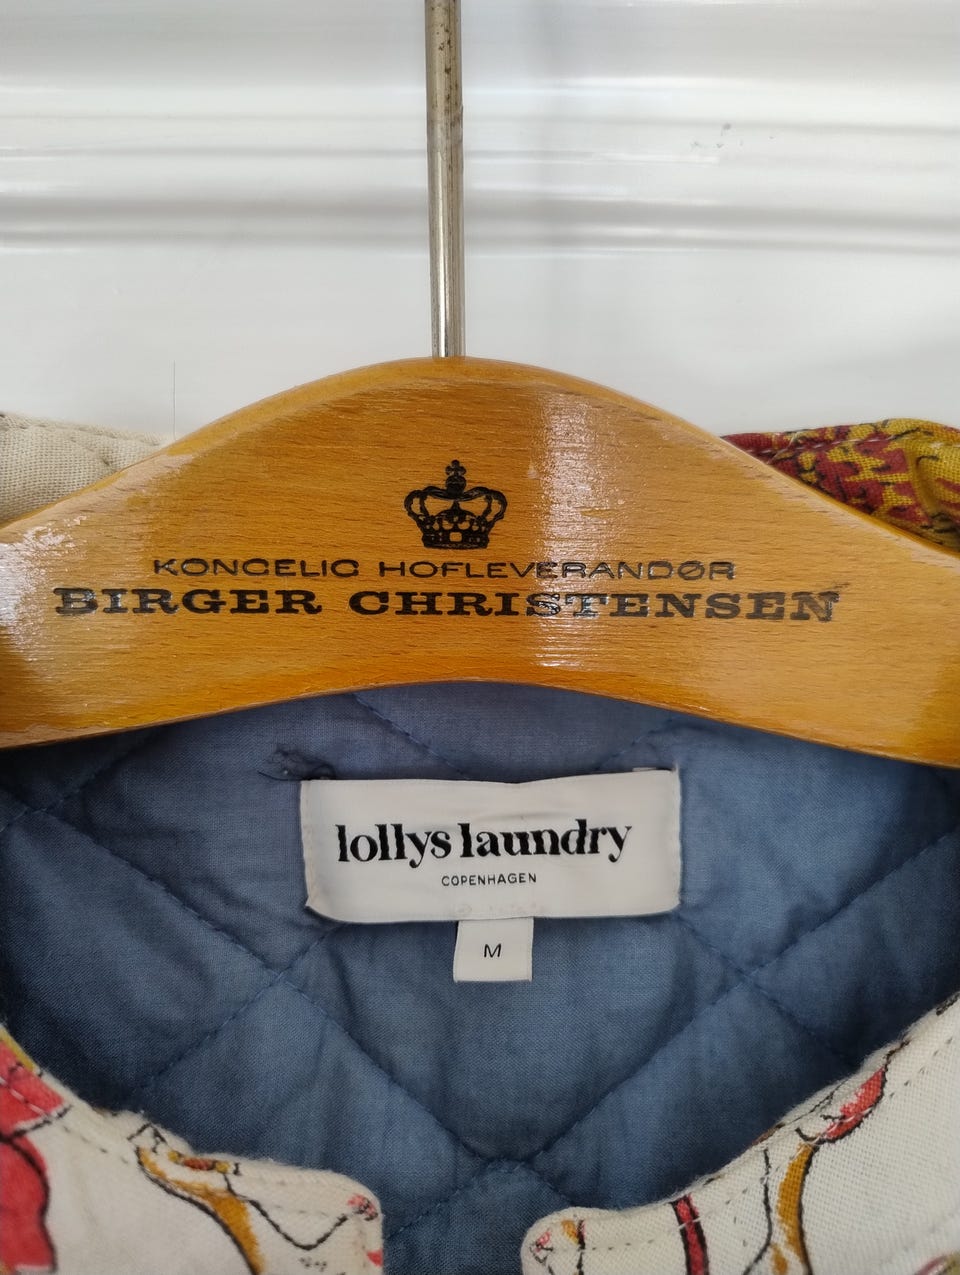 KONGELIG HOFLEVERANDØR
BIRGER CHRISTENSEN
lollys laundry
COPENHAGEN
M